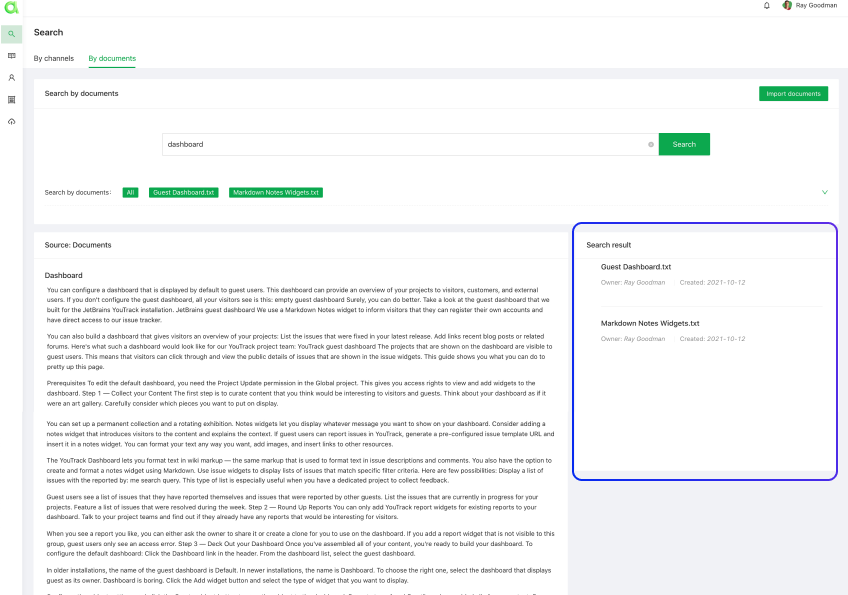 Ray Goodman
Search
By channels
By documents
Search by documents
Import documents
dashboard
Search
Search by documents:
All
Guest Dashboard.txt
Markdown Notes Widgets.txt
Source: Documents
Dashboard
You can configure a dashboard that is displayed by default to guest users. This dashboard can provide an overview of your projects to visitors, customers, and external
users. If you don't configure the guest dashboard, all your visitors see is this: empty guest dashboard Surely, you can do better. Take a look at the guest dashboard that we
built for the JetBrains YouTrack installation. JetBrains guest dashboard We use a Markdown Notes widget to inform visitors that they can register their own accounts and
have direct access to our issue tracker.
You can also build a dashboard that gives visitors an overview of your projects: List the issues that were fixed in your latest release. Add links recent blog posts or related
forums. Here's what such a dashboard would look like for our YouTrack project team: YouTrack guest dashboard The projects that are shown on the dashboard are visible to
guest users. This means that visitors can click through and view the public details of issues that are shown in the issue widgets. This guide shows you what you can do to
pretty up this page.
Prerequisites To edit the default dashboard, you need the Project Update permission in the Global project. This gives you access rights to view and add widgets to the
dashboard. Step 1 — Collect your Content The first step is to curate content that you think would be interesting to visitors and guests. Think about your dashboard as if it
were an art gallery. Carefully consider which pieces you want to put on display.
You can set up a permanent collection and a rotating exhibition. Notes widgets let you display whatever message you want to show on your dashboard. Consider adding a
notes widget that introduces visitors to the content and explains the context. If guest users can report issues in YouTrack, generate a pre-configured issue template URL and
insert it in a notes widget. You can format your text any way you want, add images, and insert links to other resources.
The YouTrack Dashboard lets you format text in wiki markup — the same markup that is used to format text in issue descriptions and comments. You also have the option to
create and format a notes widget using Markdown. Use issue widgets to display lists of issues that match specific filter criteria. Here are few possibilities: Display a list of
issues with the reported by: me search query. This type of list is especially useful when you have a dedicated project to collect feedback.
Guest users see a list of issues that they have reported themselves and issues that were reported by other guests. List the issues that are currently in progress for your
projects. Feature a list of issues that were resolved during the week. Step 2 — Round Up Reports You can only add YouTrack report widgets for existing reports to your
dashboard. Talk to your project teams and find out if they already have any reports that would be interesting for visitors.
When you see a report you like, you can either ask the owner to share it or create a clone for you to use on the dashboard. If you add a report widget that is not visible to this
group, guest users only see an access error. Step 3 — Deck Out your Dashboard Once you've assembled all of your content, you're ready to build your dashboard. To
configure the default dashboard: Click the Dashboard link in the header. From the dashboard list, select the guest dashboard.
In older installations, the name of the guest dashboard is Default. In newer installations, the name is Dashboard. To choose the right one, select the dashboard that displays
guest as its owner. Dashboard is boring. Click the Add widget button and select the type of widget that you want to display.
Search result
Guest Dashboard.txt
Owner: Ray Goodman Created: 2021-10-12
Markdown Notes Widgets.txt
Owner: Ray Goodman Created: 2021-10-12